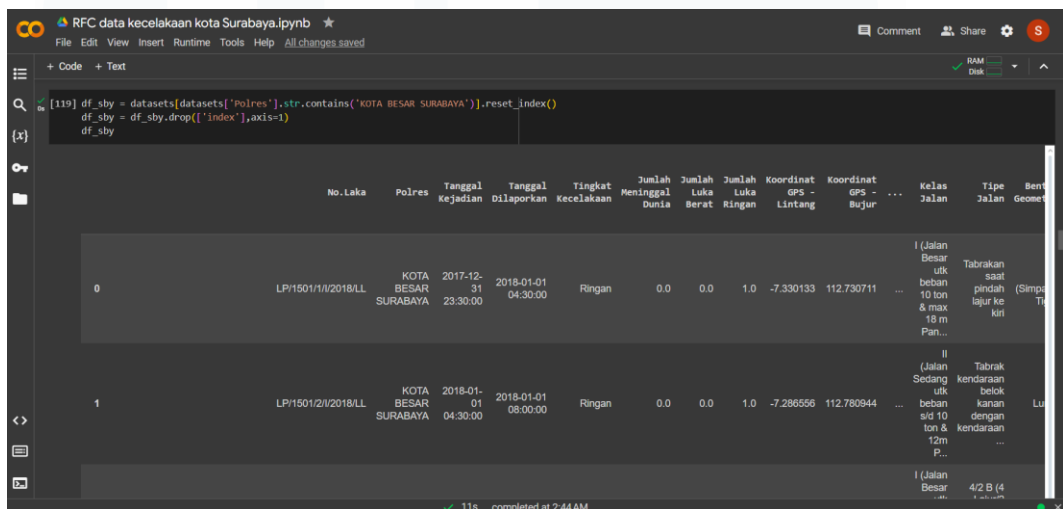 RFC data kecelakaan kota Surabaya.ipynb
File Edit View Insert Runtime Tools Help All changes saved
Comment Share S
+ Code + Text
RAM
Disk
[119] df_sby = datasets[datasets['Polres'].str.contains('KOTA BESAR SURABAYA')].reset_index()
0s
df_sby = df_sby.drop(['index'],axis=1)
df_sby
{x}
No.Laka Polres Tanggal Kejadian Tanggal Dilaporkan Tingkat Kecelakaan Jumlah Meninggal Dunia Jumlah Luka Berat Jumlah Luka Ringan Koordinat GPS - Lintang Koordinat GPS - Bujur ... Kelas Jalan Tipe Jalan Bent Geomet
0 LP/1501/1/I/2018/LL KOTA BESAR SURABAYA 2017-12-31 23:30:00 2018-01-01 04:30:00 Ringan 0.0 0.0 1.0 -7.330133 112.730711 ... I (Jalan Besar utk beban 10 ton & max 18 m Pan... Tabrakan saat pindah lajur ke kiri (Simpa Ti
1 LP/1501/2/I/2018/LL KOTA BESAR SURABAYA 2018-01-01 04:30:00 2018-01-01 08:00:00 Ringan 0.0 0.0 1.0 -7.286556 112.780944 ... II (Jalan Sedang utk beban s/d 10 ton & 12m P... Tabrak kendaraan belok kanan dengan kendaraan ... Lu
I (Jalan Besar 4/2 B (4
11s completed at 2:44 AM